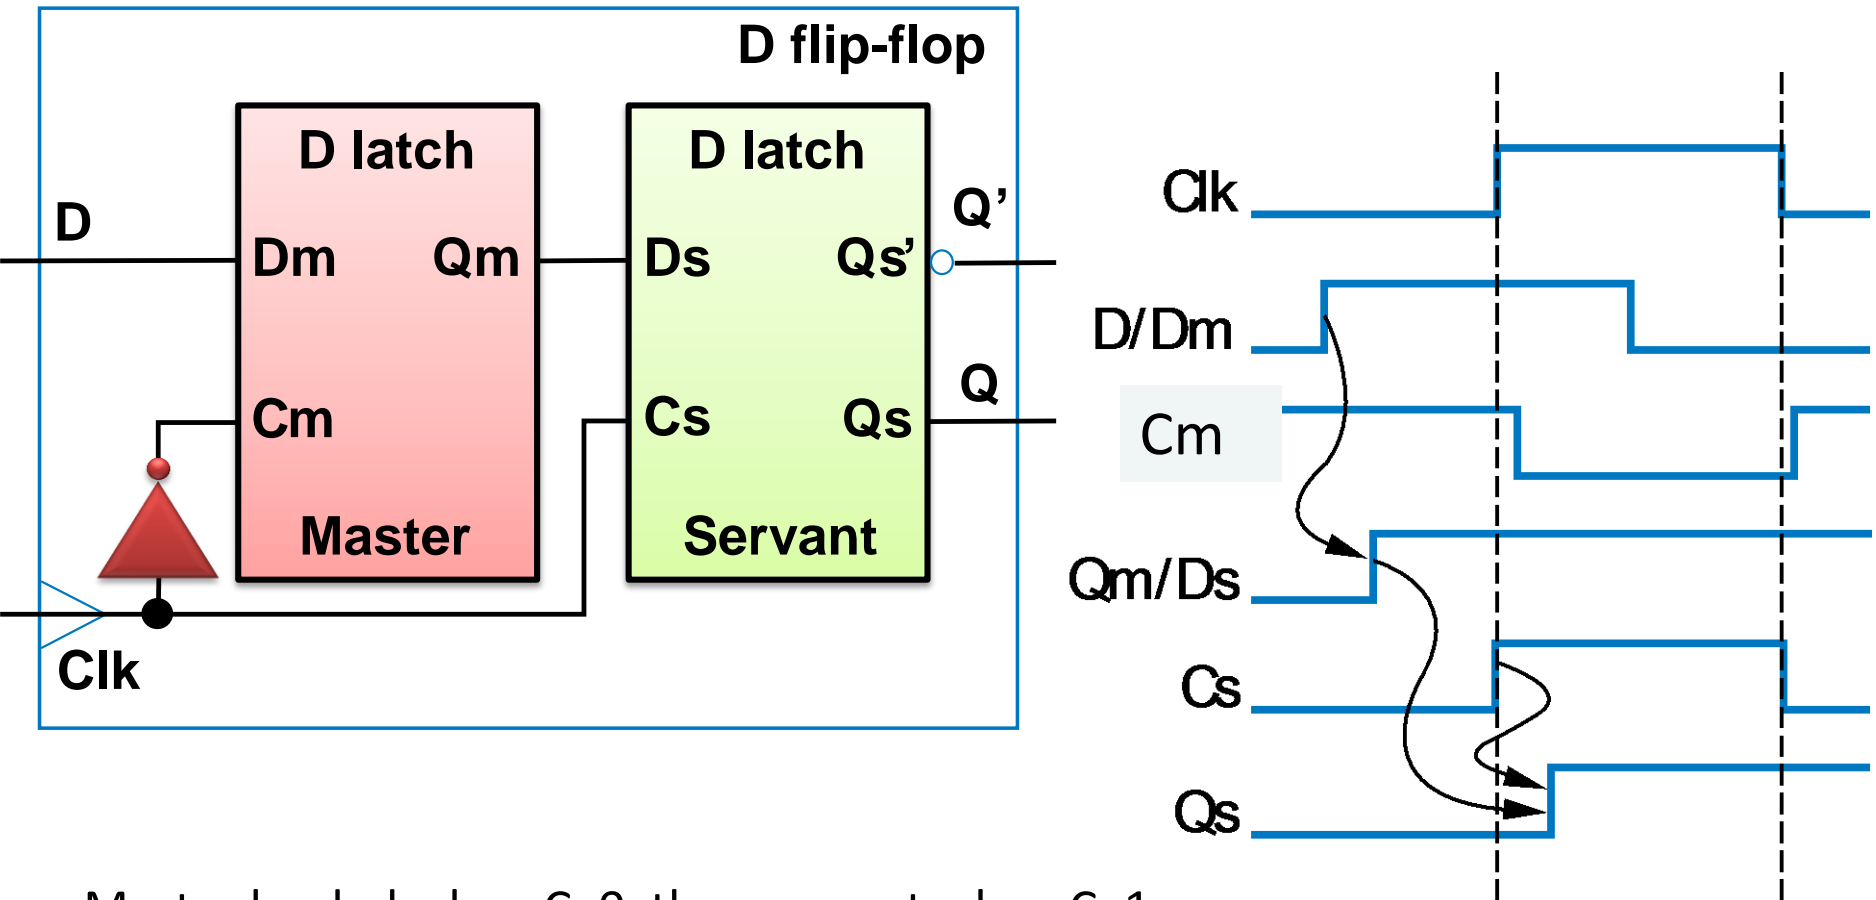 D flip-flop
D latch
D latch
D
Q’
Dm
Qm
Ds
Qs’
Q
Cm
Cs
Qs
Master
Servant
Clk
Clk
D/Dm
Cm
Qm/Ds
Cs
Qs